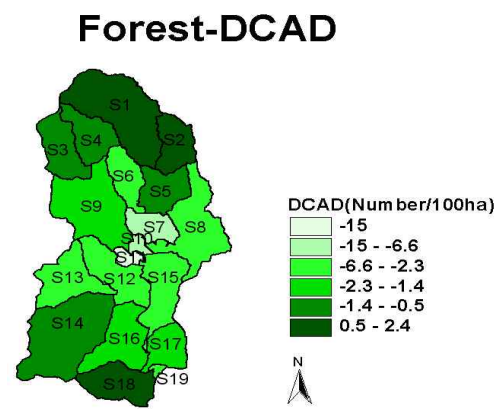 Forest-DCAD
S1
S2
S4
S3
S6
S5
S9
S7
S8
S10
S13
S12
S15
S14
S16
S17
S19
S18
DCAD(Number/100ha)
-15
-15 - -6.6
-6.6 - -2.3
-2.3 - -1.4
-1.4 - -0.5
0.5 - 2.4
N